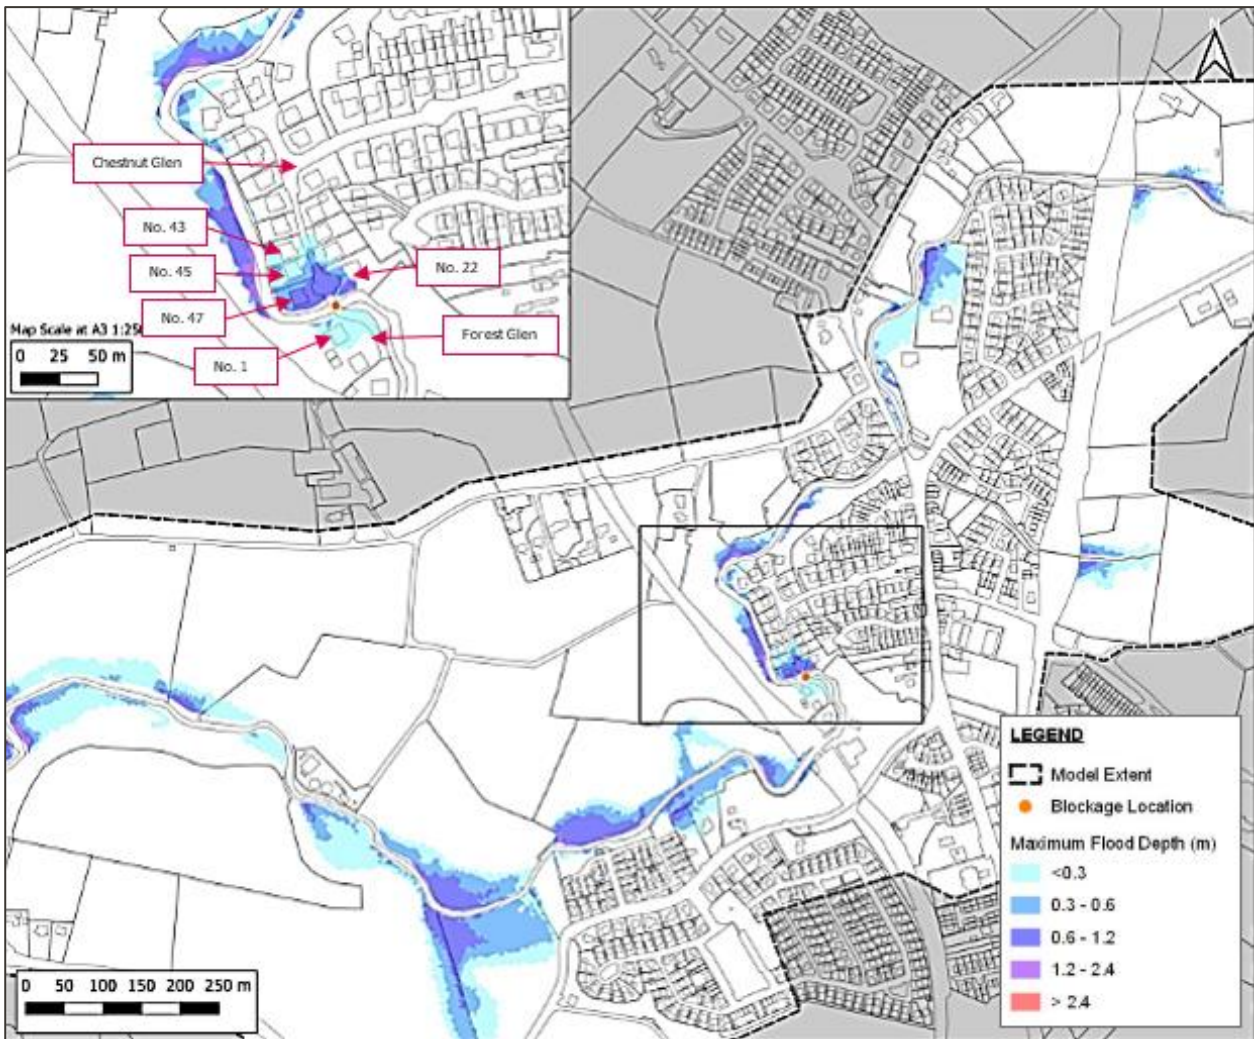 N
Chestnut Glen
No. 43
No. 45
No. 22
No. 47
Forest Glen
No. 1
Map Scale at A3 1:250
0 25 50 m
LEGEND
Model Extent
Blockage Location
Maximum Flood Depth (m)
<0.3
0.3 - 0.6
0.6 - 1.2
1.2 - 2.4
> 2.4
0 50 100 150 200 250 m